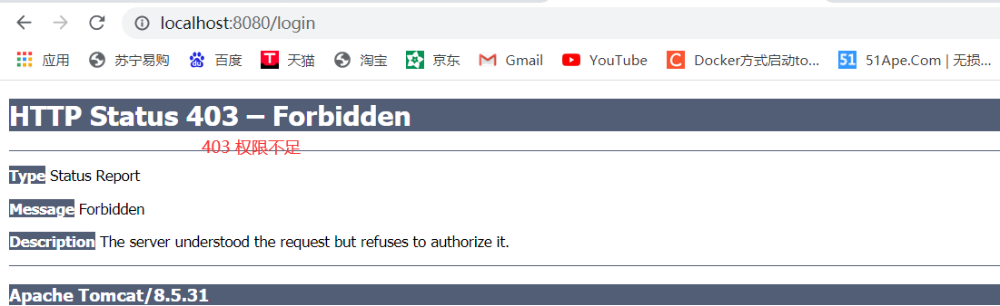 localhost:8080/login
应用 苏宁易购 百度 T 天猫 淘宝 京东 Gmail YouTube C Docker方式启动to... 51 51Ape.Com | 无损...
HTTP Status 403 – Forbidden
403 权限不足
Type Status Report
Message Forbidden
Description The server understood the request but refuses to authorize it.
Apache Tomcat/8.5.31